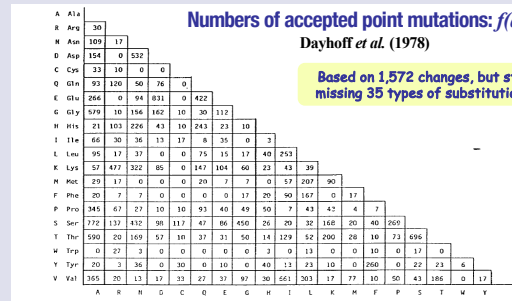 Numbers of accepted point mutations: f(
Dayhoff et al. (1978)
Based on 1,572 changes, but
missing 35 types of
A Ala
R Arg 30
N Asn 109 17
D Asp 154 0 532
C Cys 33 10 0 0
Q Gln 93 120 50 76 0
E Glu 266 0 94 831 0 422
G Gly 579 10 156 162 10 30 112
H His 21 103 226 43 10 243 23 10
I Ile 66 30 36 13 17 8 35 0 3
L Leu 95 17 37 0 0 75 15 17 40 253
K Lys 57 477 322 85 0 147 104 60 23 43 39
M Met 29 17 0 0 0 20 7 7 0 57 207 90
F Phe 20 7 7 0 0 0 0 17 20 90 167 0 17
P Pro 345 67 27 10 10 93 40 49 50 7 43 43 4 7
S Ser 772 137 432 98 117 47 86 450 26 20 32 168 20 40 269
T Thr 590 20 169 57 10 37 31 50 14 129 52 200 28 10 73 696
W Trp 0 27 3 0 0 0 0 0 3 0 13 0 0 10 0 17 0
Y Tyr 20 3 36 0 30 0 10 0 40 13 23 10 0 260 0 22 23 6
V Val 365 20 13 17 33 27 37 97 30 661 303 17 77 10 50 43 186 0 17
A R N D C Q E G H I L K M F P S T W Y